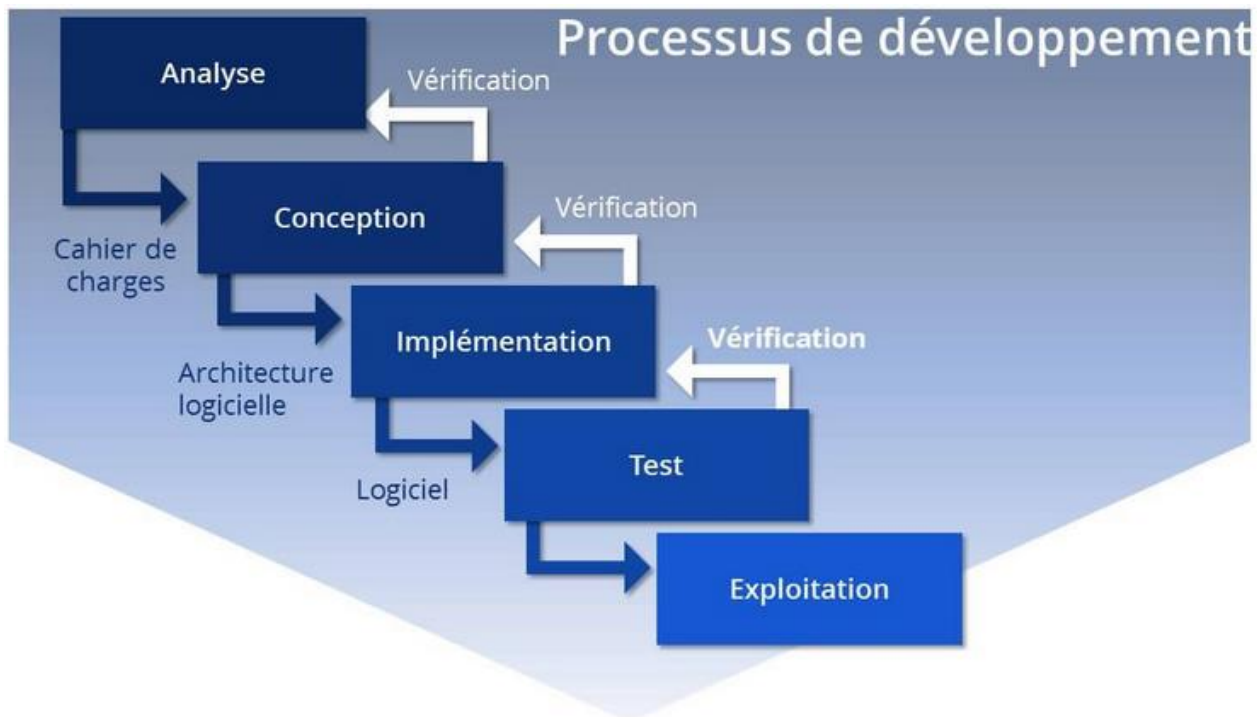 Processus de développement
Analyse
Vérification
Conception
Vérification
Cahier de
charges
Implémentation
Vérification
Architecture
logicielle
Test
Logiciel
Exploitation